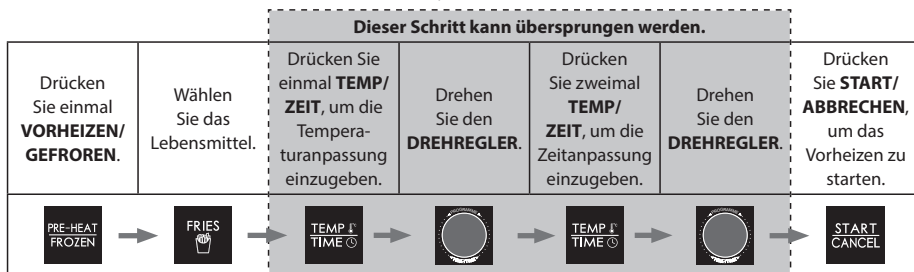 Dieser Schritt kann übersprungen werden.
Drücken
Sie einmal
VORHEIZEN/
GEFROREN.
Wählen
Sie das
Lebensmittel.
Drücken Sie
einmal TEMP/
ZEIT, um die
Tempera-
turanpassung
einzugeben.
Drehen
Sie den
DREHREGLER.
Drücken
Sie zweimal
TEMP/
ZEIT, um die
Zeitanpassung
einzugeben.
Drehen
Sie den
DREHREGLER.
Drücken
Sie START/
ABBRECHEN,
um das
Vorheizen zu
starten.
PRE-HEAT
FROZEN
FRIES
TEMP
TIME
TEMP
TIME
START
CANCEL